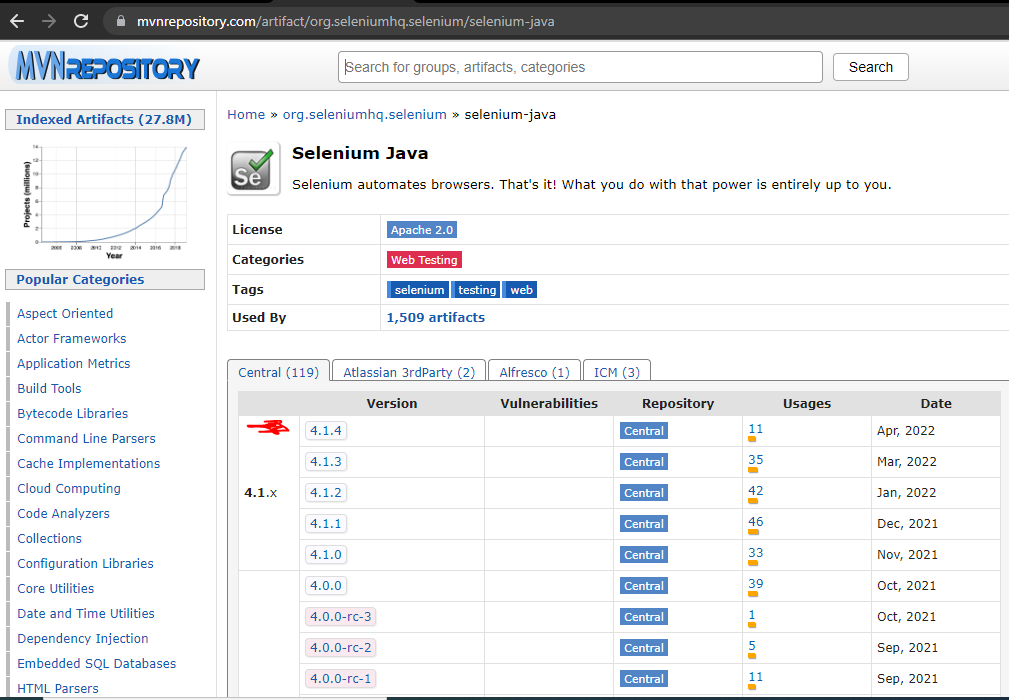 mvnrepository.com/artifact/org.seleniumhq.selenium/selenium-java
MVNREPOSITORY
Search for groups, artifacts, categories
Search
Indexed Artifacts (27.8M)
Projects (millions)
Year
Popular Categories
Aspect Oriented
Actor Frameworks
Application Metrics
Build Tools
Bytecode Libraries
Command Line Parsers
Cache Implementations
Cloud Computing
Code Analyzers
Collections
Configuration Libraries
Core Utilities
Date and Time Utilities
Dependency Injection
Embedded SQL Databases
HTML Parsers
Home » org.seleniumhq.selenium » selenium-java
Se
Selenium Java
Selenium automates browsers. That's it! What you do with that power is entirely up to you.
License Apache 2.0
Categories Web Testing
Tags selenium testing web
Used By 1,509 artifacts
Central (119) Atlassian 3rdParty (2) Alfresco (1) ICM (3)
Version Vulnerabilities Repository Usages Date
4.1.4 Central 11 Apr, 2022
4.1.3 Central 35 Mar, 2022
4.1.x 4.1.2 Central 42 Jan, 2022
4.1.1 Central 46 Dec, 2021
4.1.0 Central 33 Nov, 2021
4.0.0 Central 39 Oct, 2021
4.0.0-rc-3 Central 1 Oct, 2021
4.0.0-rc-2 Central 5 Sep, 2021
4.0.0-rc-1 Central 11 Sep, 2021